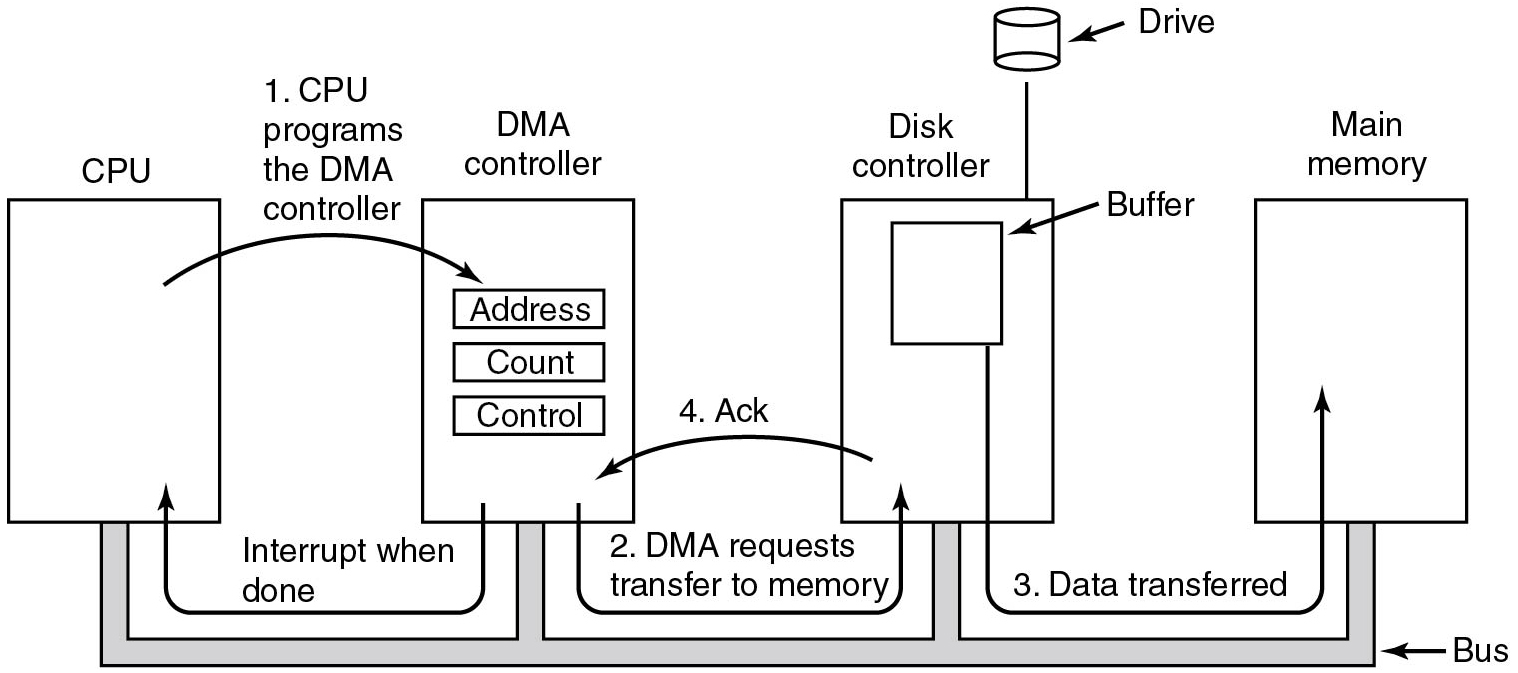 Drive
1. CPU
programs
the DMA
controller
DMA
controller
Disk
controller
Main
memory
CPU
Buffer
Address
Count
Control
4. Ack
Interrupt when
done
2. DMA requests
transfer to memory
3. Data transferred
Bus